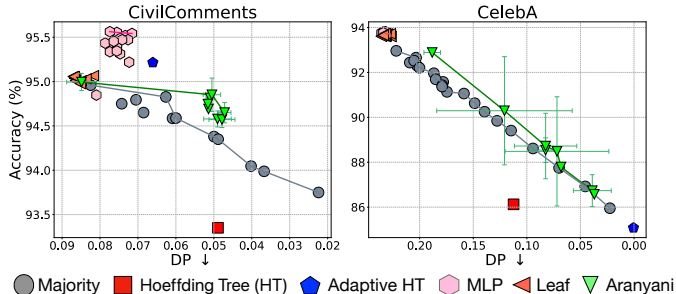 CivilComments
CelebA
Accuracy (%)
95.5
95.0
94.5
94.0
93.5
0.09 0.08 0.07 0.06 0.05 0.04 0.03 0.02
DP ↓
94
92
90
88
86
0.20 0.15 0.10 0.05 0.00
DP ↓
Majority Hoeffding Tree (HT) Adaptive HT MLP Leaf Aranyani